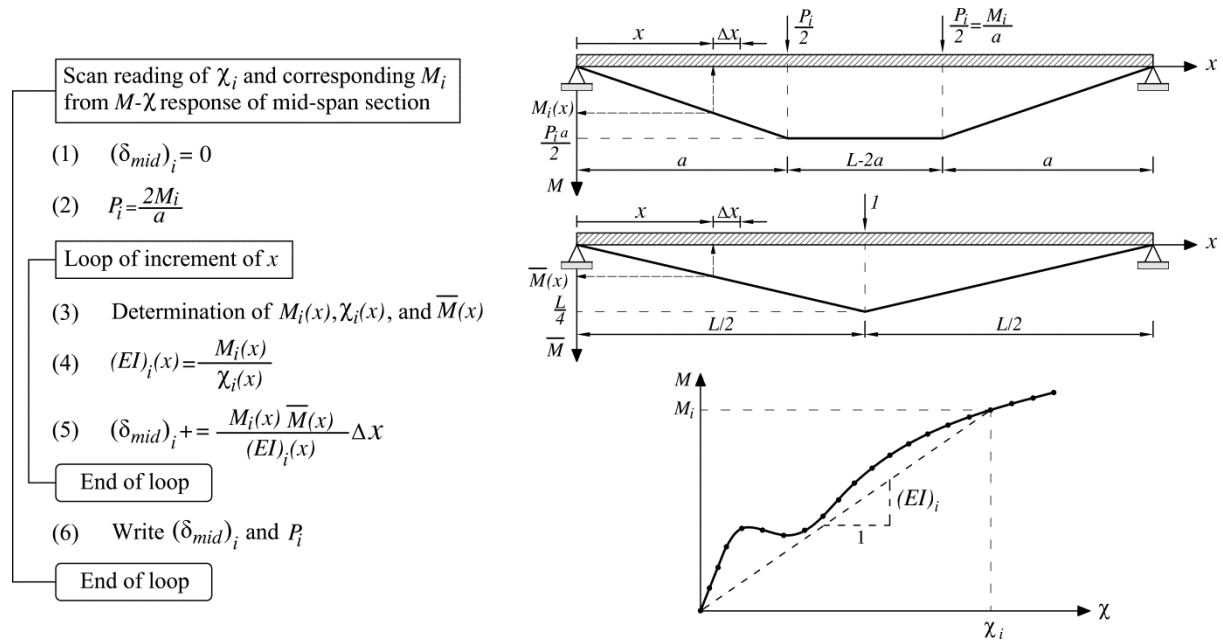 Scan reading of χi and corresponding Mi
from M-χ response of mid-span section
(1) (δmid)i = 0
(2) Pi = 2Mi / a
Loop of increment of x
(3) Determination of Mi(x), χi(x), and M̅(x)
(4) (EI)i(x) = Mi(x) / χi(x)
(5) (δmid)i += Mi(x) M̅(x) / (EI)i(x) Δx
End of loop
(6) Write (δmid)i and Pi
End of loop
x
Δx
Pi/2
Pi/2 = Mi/a
x
Mi(x)
Pi a/2
a
L-2a
a
M
x
Δx
1
x
M̅(x)
L/4
L/2
L/2
M̅
M
Mi
(EI)i
1
χi
χ